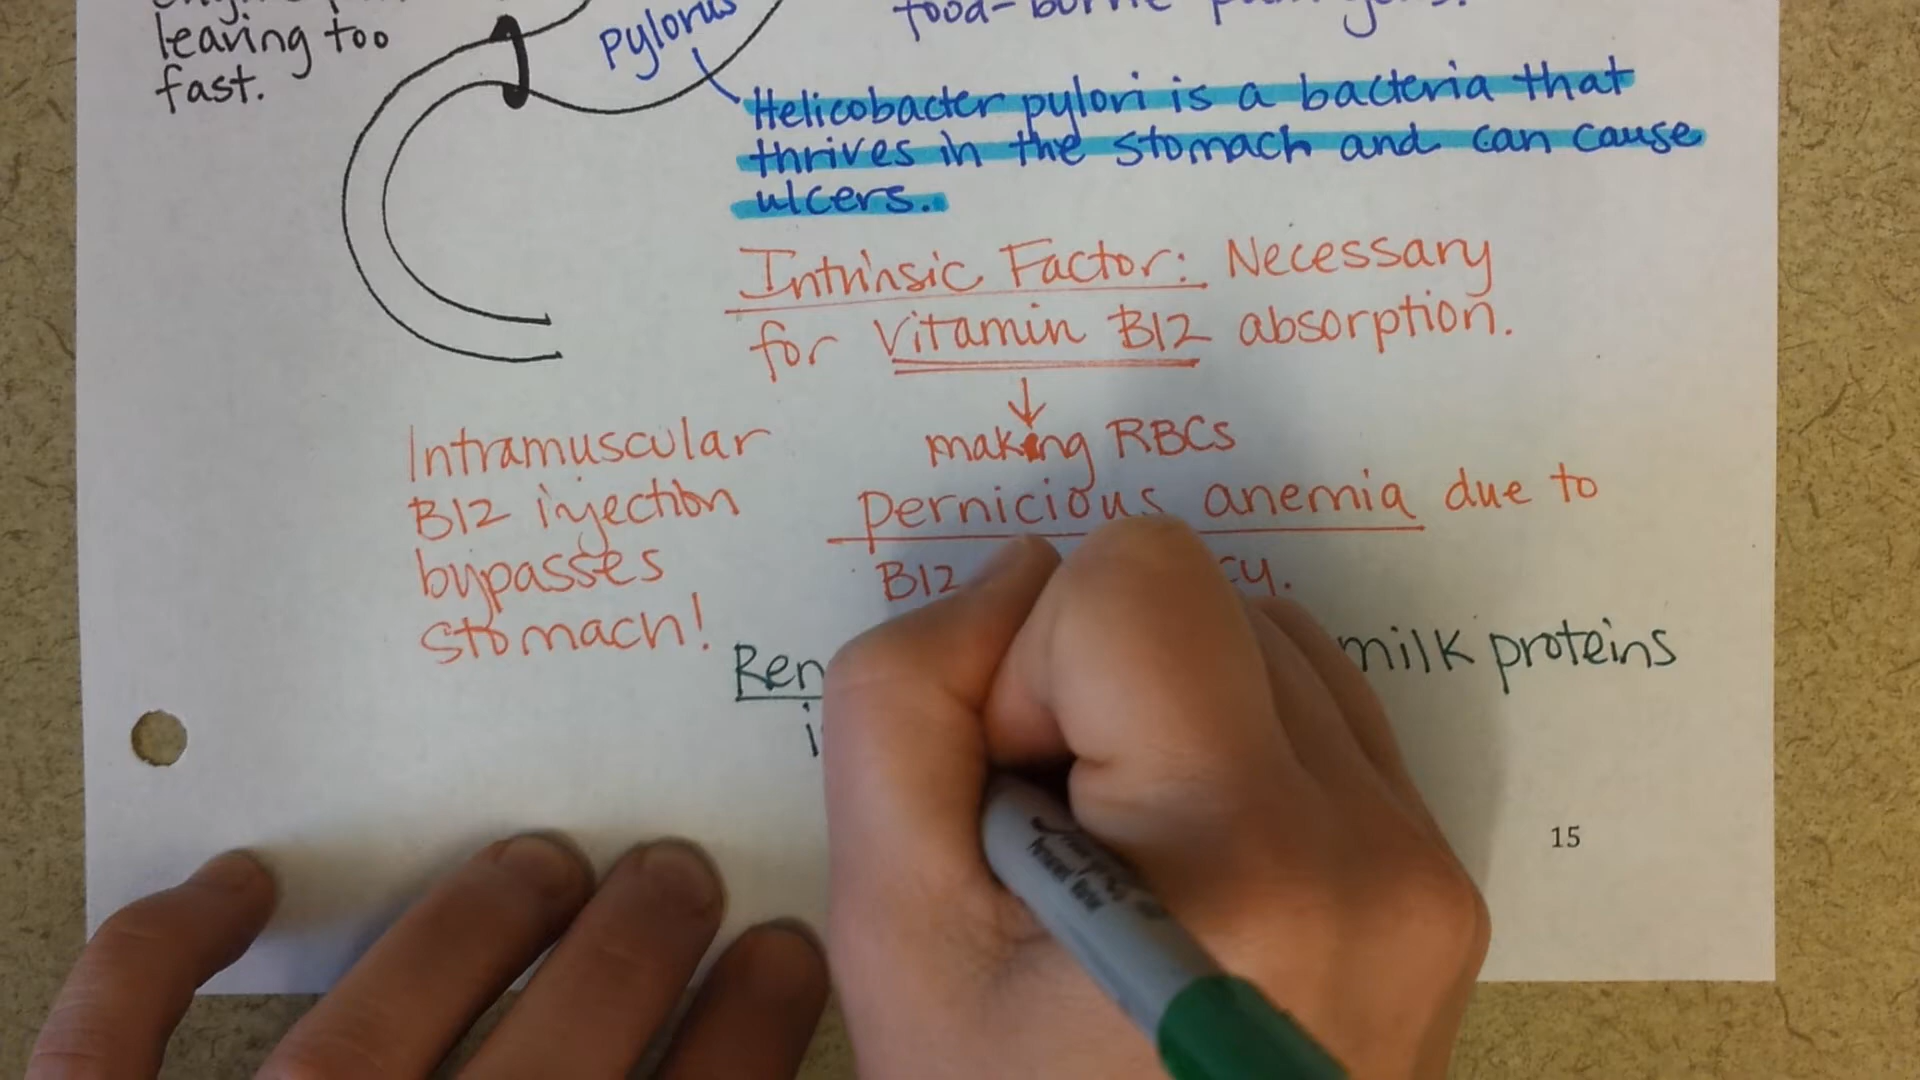 leaving too
fast.
pylorus
Helicobacter pylori is a bacteria that
thrives in the stomach and can cause
ulcers.
Intrinsic Factor: Necessary
for Vitamin B12 absorption.
making RBCs
pernicious anemia due to
B12
Intramuscular
B12 injection
bypasses
stomach!
milk proteins
15